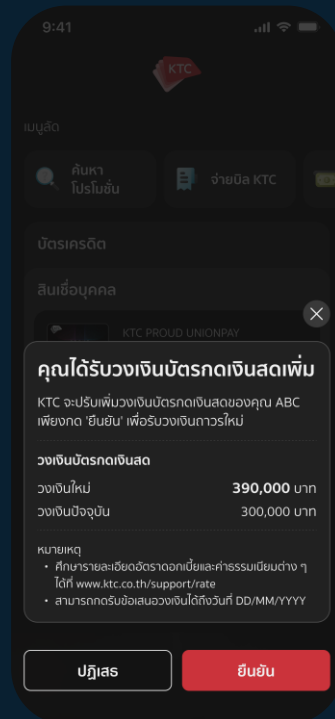 9:41
KTC
เมนูลัด
ค้นหา
โปรโมชั่น
จ่ายบิล KTC
บัตรเครดิต
สินเชื่อบุคคล
KTC PROUD UNIONPAY
คุณได้รับวงเงินบัตรกดเงินสดเพิ่ม
KTC จะปรับเพิ่มวงเงินบัตรกดเงินสดของคุณ ABC
เพียงกด 'ยืนยัน' เพื่อรับวงเงินถาวรใหม่
วงเงินบัตรกดเงินสด
วงเงินใหม่ 390,000 บาท
วงเงินปัจจุบัน 300,000 บาท
หมายเหตุ
• ศึกษารายละเอียดอัตราดอกเบี้ยและค่าธรรมเนียมต่าง ๆ
ได้ที่ www.ktc.co.th/support/rate
• สามารถกดรับข้อเสนอวงเงินได้ถึงวันที่ DD/MM/YYYY
ปฏิเสธ
ยืนยัน